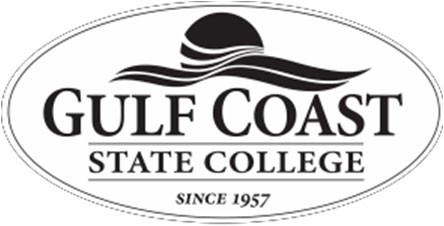 GULF COAST
STATE COLLEGE
SINCE 1957